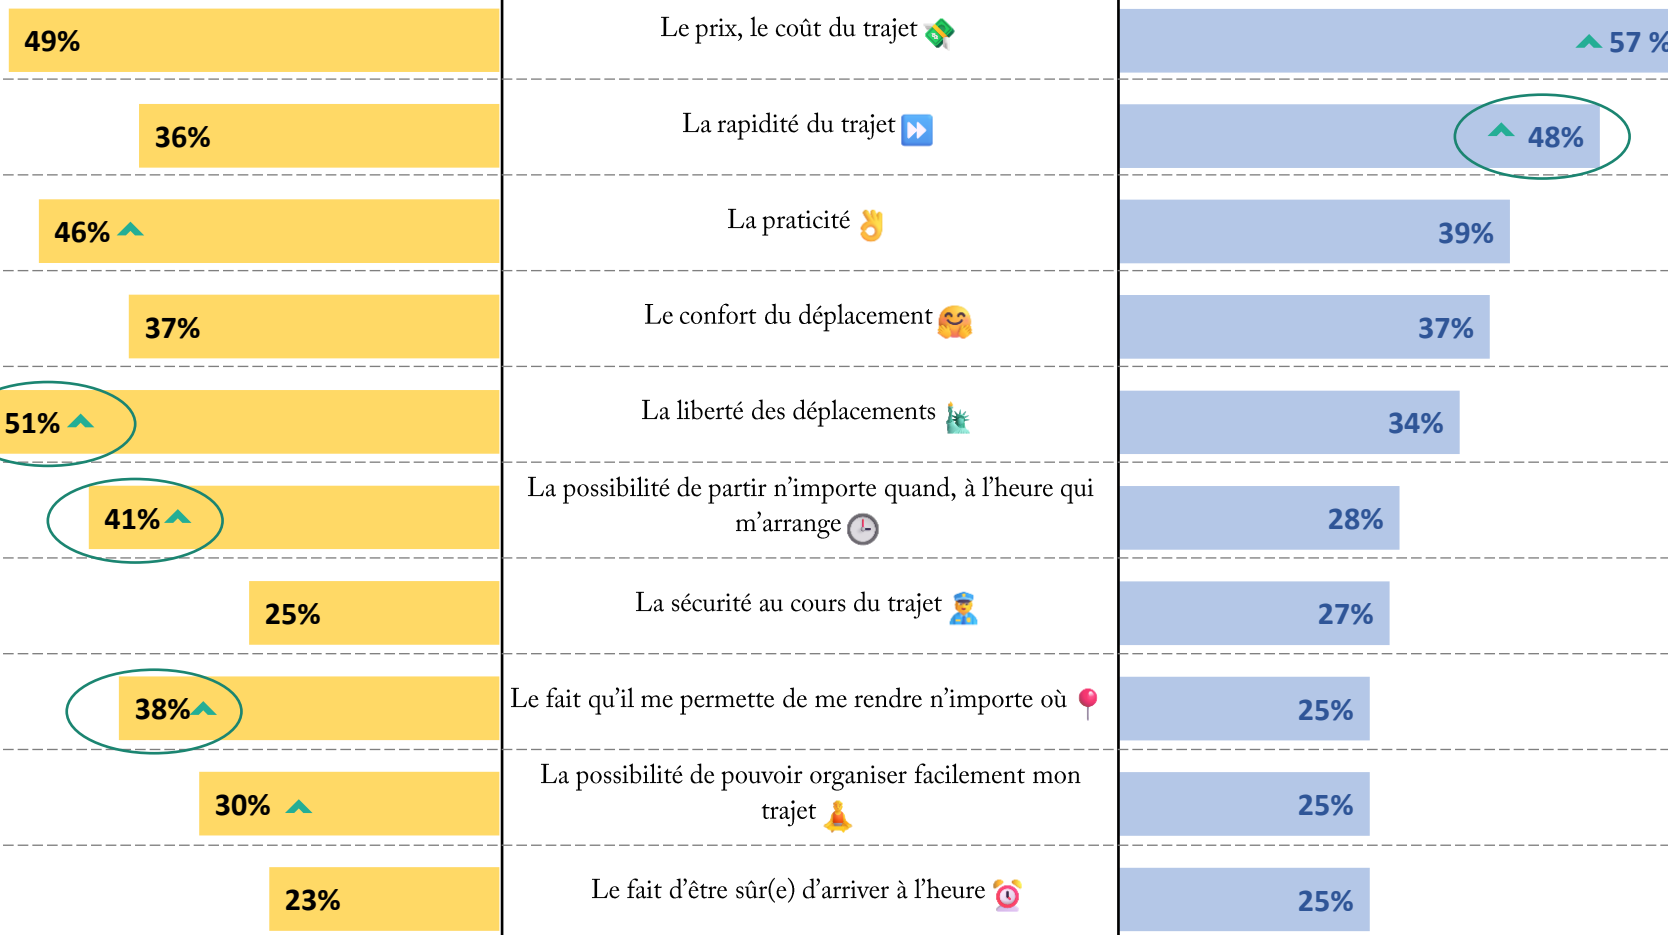 49%
Le prix, le coût du trajet
57 %
36%
La rapidité du trajet
48%
46%
La praticité
39%
37%
Le confort du déplacement
37%
51%
La liberté des déplacements
34%
41%
La possibilité de partir n’importe quand, à l’heure qui
m’arrange
28%
25%
La sécurité au cours du trajet
27%
38%
Le fait qu’il me permette de me rendre n’importe où
25%
30%
La possibilité de pouvoir organiser facilement mon
trajet
25%
23%
Le fait d’être sûr(e) d’arriver à l’heure
25%